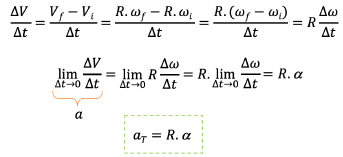 ΔV/Δt = (V_f − V_i)/Δt = (R.ω_f − R.ω_i)/Δt = (R.(ω_f − ω_i))/Δt = R Δω/Δt
lim_{Δt→0} ΔV/Δt = lim_{Δt→0} R Δω/Δt = R. lim_{Δt→0} Δω/Δt = R. α
a
a_T = R. α